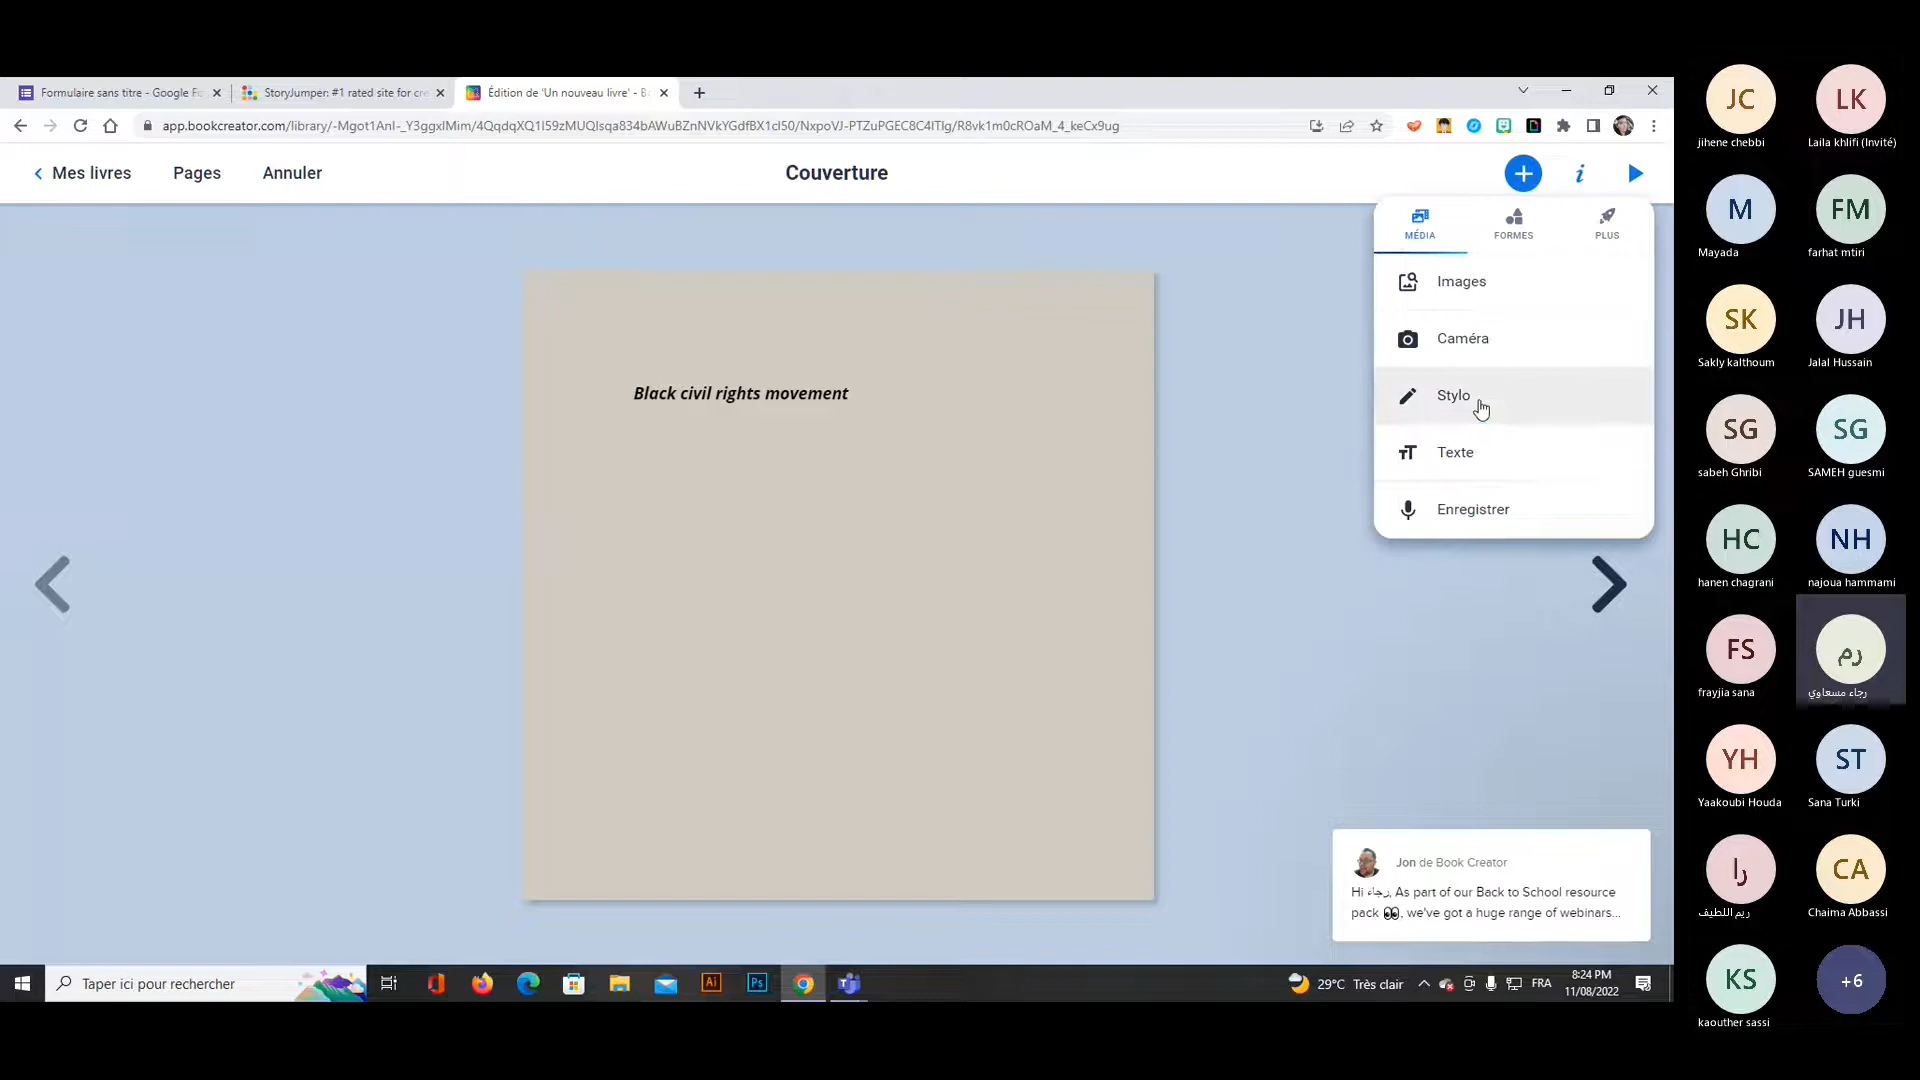 Formulaire sans titre - Google Fo
StoryJumper: #1 rated site for cre
Édition de 'Un nouveau livre' - B
app.bookcreator.com/library/-Mgot1AnI-_Y3ggxIMim/4QqdqXQ1I59zMUQIsqa834bAWuBZnNVkYGdfBX1cI50/NxpoVJ-PTZuPGEC8C4ITIg/R8vk1m0cROaM_4_keCx9ug
Mes livres
Pages
Annuler
Couverture
MÉDIA
FORMES
PLUS
Images
Caméra
Stylo
Texte
Enregistrer
Black civil rights movement
Jon de Book Creator
Hi رجاء, As part of our Back to School resource
pack 👀, we've got a huge range of webinars...
Taper ici pour rechercher
Ai
Ps
29°C Très clair
FRA
8:24 PM
11/08/2022
JC
jihene chebbi
LK
Laila khlifi (Invité)
M
Mayada
FM
farhat mtiri
SK
Sakly kalthoum
JH
Jalal Hussain
SG
sabeh Ghribi
SG
SAMEH guesmi
HC
hanen chagrani
NH
najoua hammami
FS
frayjia sana
رم
رجاء مسعاوي
YH
Yaakoubi Houda
ST
Sana Turki
را
ريم اللطيف
CA
Chaima Abbassi
KS
kaouther sassi
+6